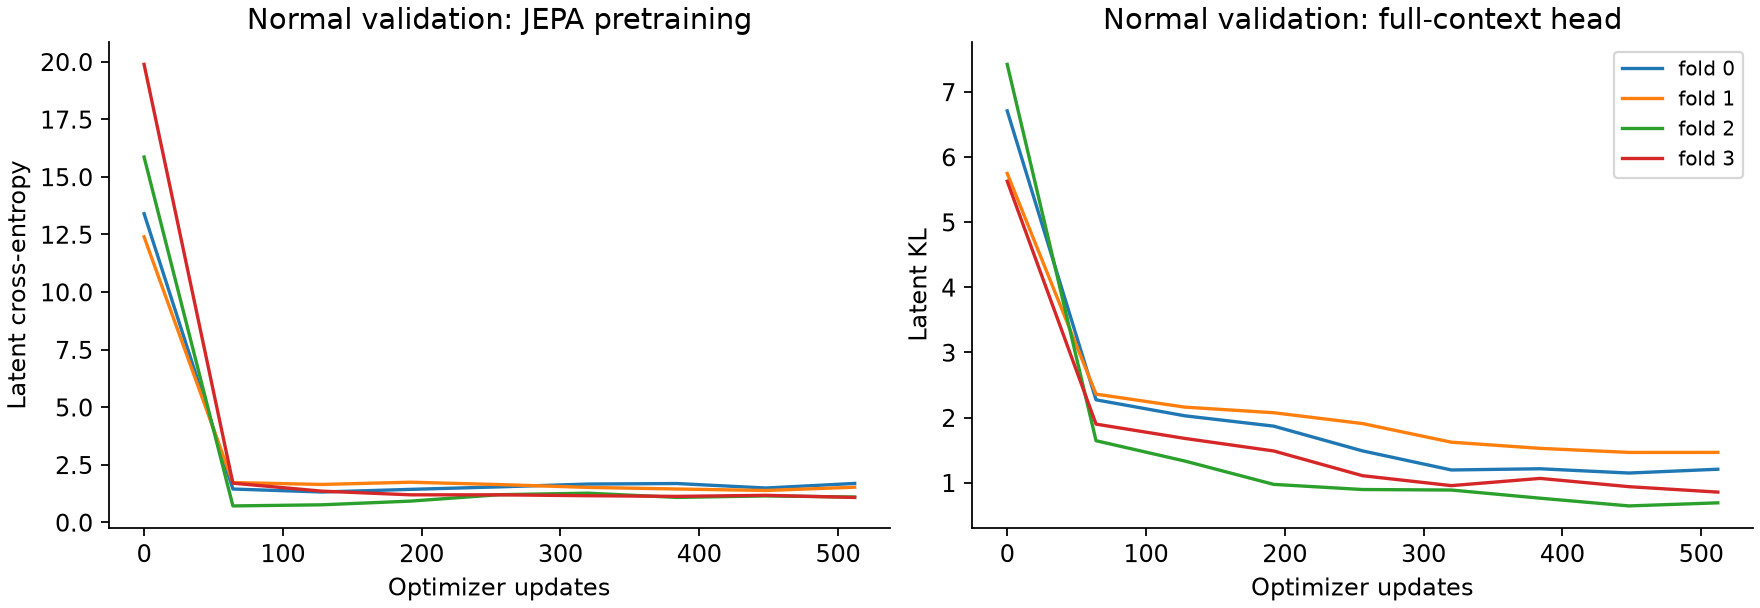 Normal validation: JEPA pretraining
Latent cross-entropy
20.0
17.5
15.0
12.5
10.0
7.5
5.0
2.5
0.0
0 100 200 300 400 500
Optimizer updates
Normal validation: full-context head
Latent KL
7
6
5
4
3
2
1
0 100 200 300 400 500
Optimizer updates
fold 0
fold 1
fold 2
fold 3